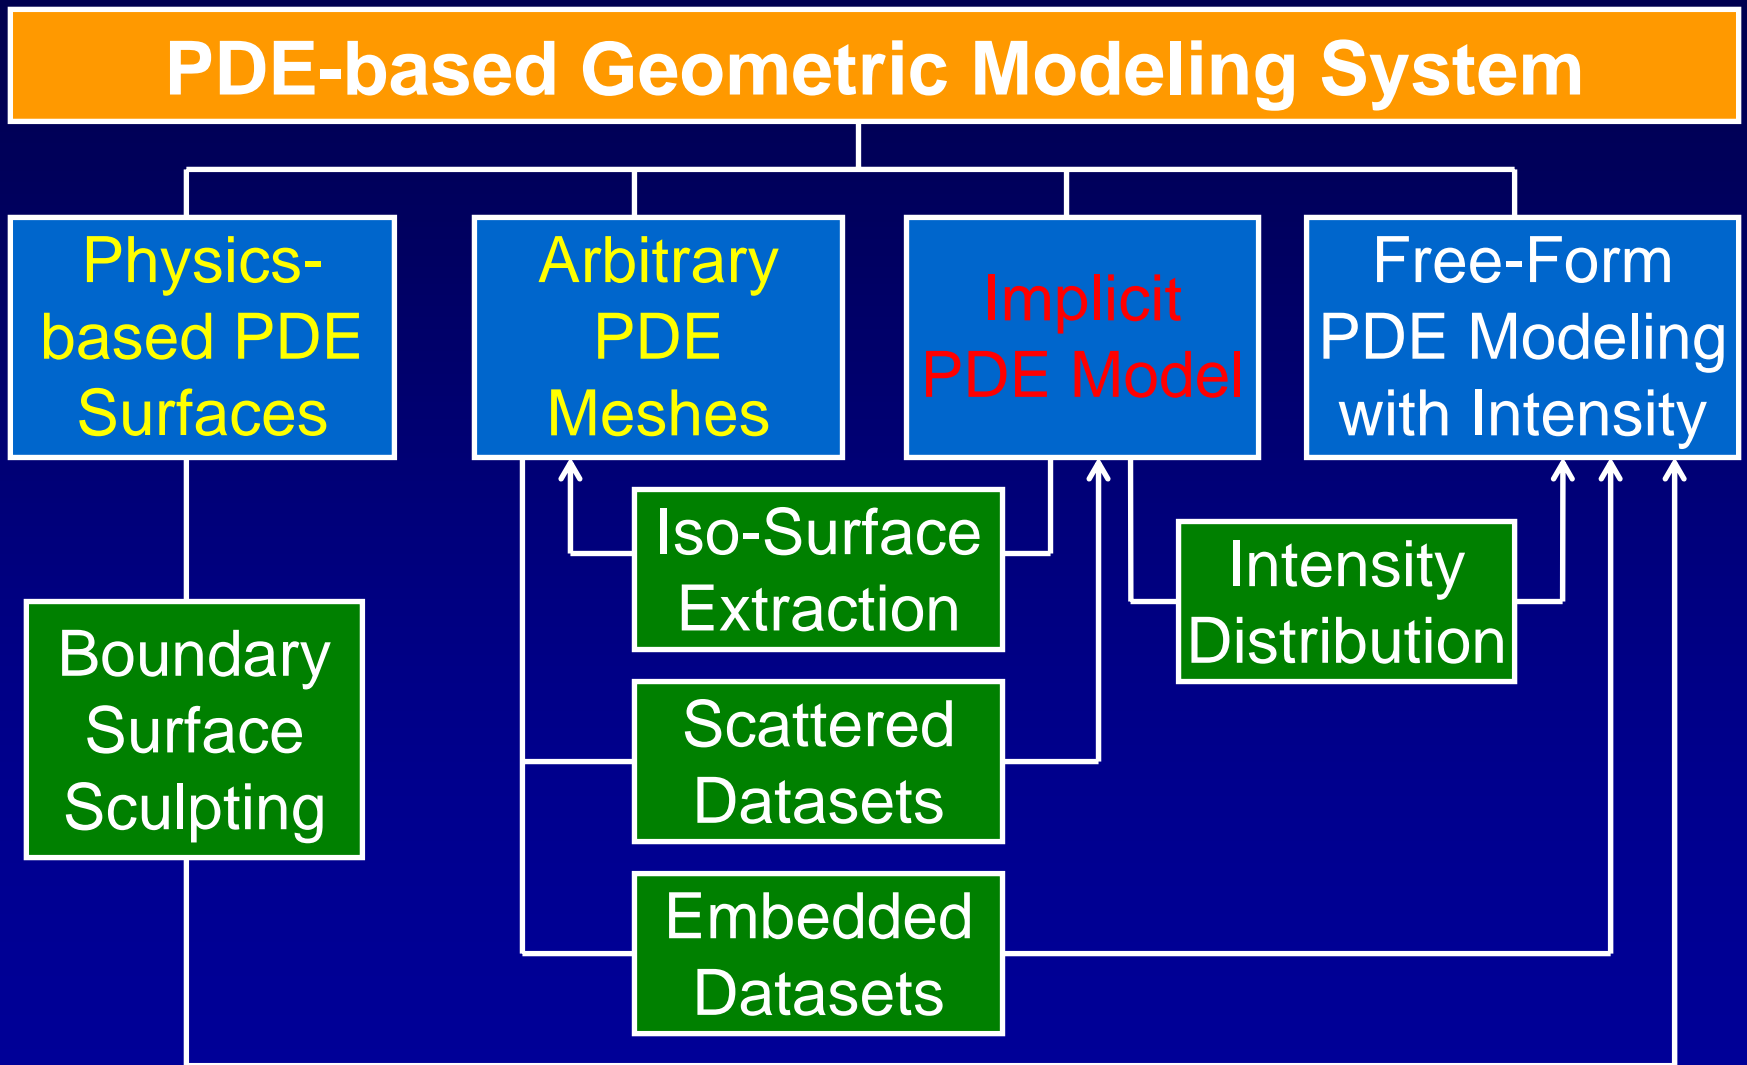 PDE-based Geometric Modeling System
Physics-
based PDE
Surfaces
Arbitrary
PDE
Meshes
Implicit
PDE Model
Free-Form
PDE Modeling
with Intensity
Iso-Surface
Extraction
Intensity
Distribution
Boundary
Surface
Sculpting
Scattered
Datasets
Embedded
Datasets